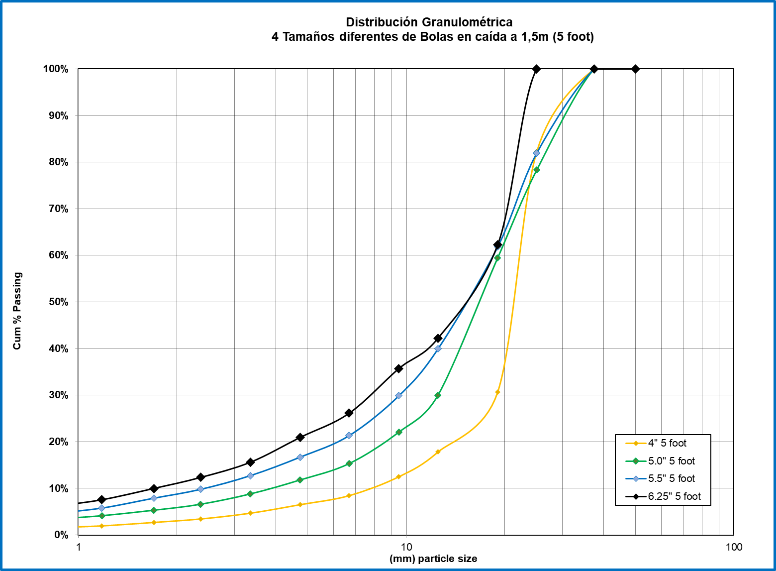 Distribución Granulométrica
4 Tamaños diferentes de Bolas en caída a 1,5m (5 foot)
100%
90%
80%
70%
60%
50%
40%
30%
20%
10%
0%
Cum % Passing
1
10
100
(mm) particle size
4" 5 foot
5.0" 5 foot
5.5" 5 foot
6.25" 5 foot